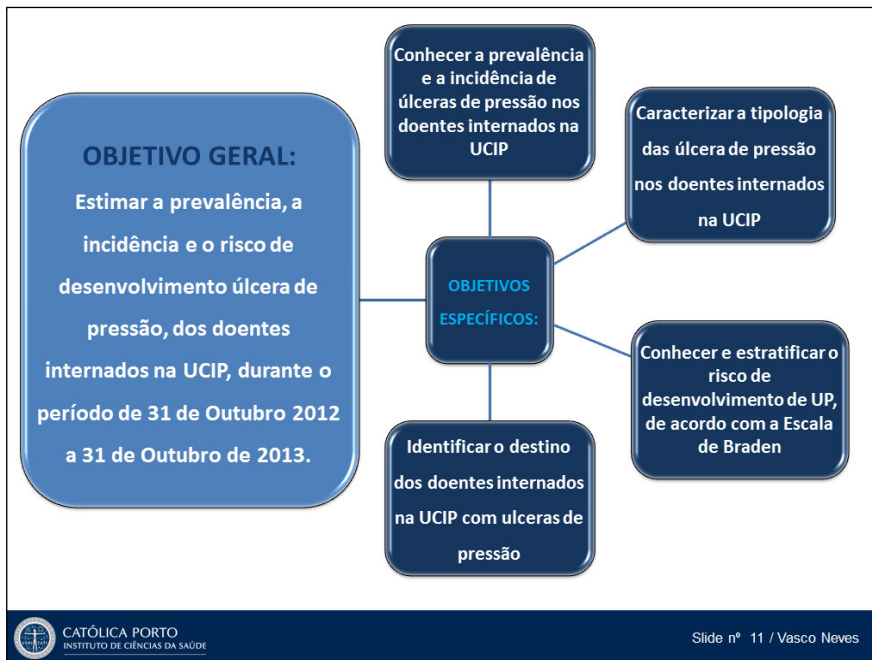 OBJETIVO GERAL:
Estimar a prevalência, a
incidência e o risco de
desenvolvimento úlcera de
pressão, dos doentes
internados na UCIP, durante o
período de 31 de Outubro 2012
a 31 de Outubro de 2013.
OBJETIVOS
ESPECÍFICOS:
Conhecer a prevalência
e a incidência de
úlceras de pressão nos
doentes internados na
UCIP
Caracterizar a tipologia
das úlcera de pressão
nos doentes internados
na UCIP
Conhecer e estratificar o
risco de
desenvolvimento de UP,
de acordo com a Escala
de Braden
Identificar o destino
dos doentes internados
na UCIP com ulceras de
pressão
CATÓLICA PORTO
INSTITUTO DE CIÊNCIAS DA SAÚDE
Slide nº 11 / Vasco Neves